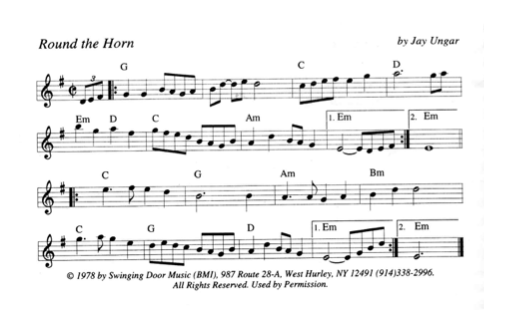 Round the Horn by Jay Ungar
3
G C D
Em D C Am 1. Em 2. Em
C G Am Bm
C G D 1. Em 2. Em
© 1978 by Swinging Door Music (BMI), 987 Route 28-A, West Hurley, NY 12491 (914)338-2996.
All Rights Reserved. Used by Permission.